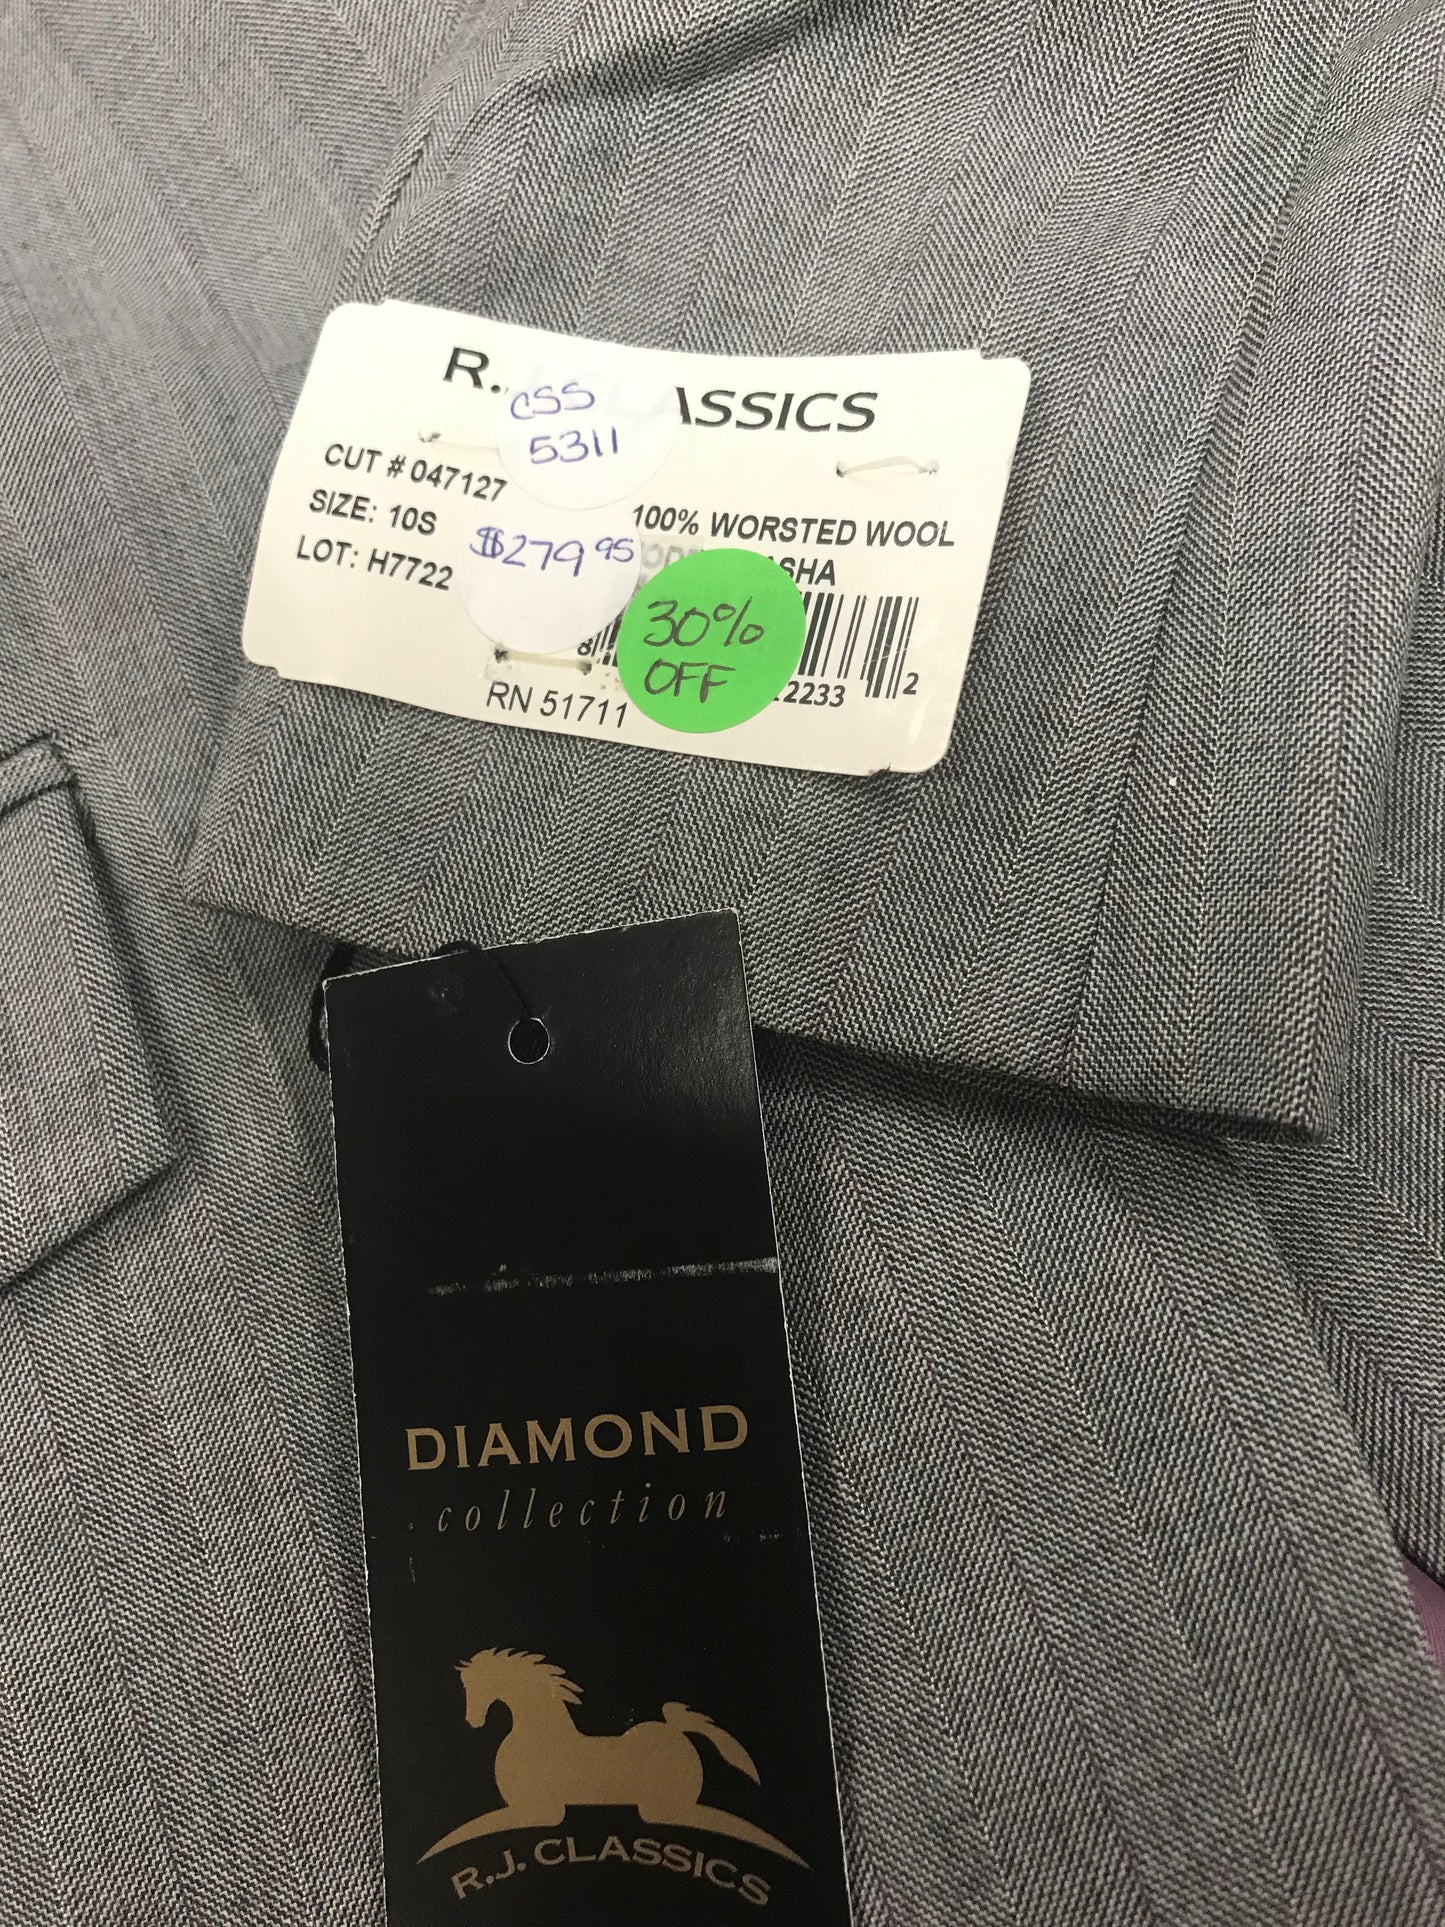 R.J. CLASSICS
CSS
5311
CUT # 047127
SIZE: 10S
LOT: H7722
$279 95
100% WORSTED WOOL
30%
OFF
2233 2
RN 51711
DIAMOND
collection
R.J. CLASSICS